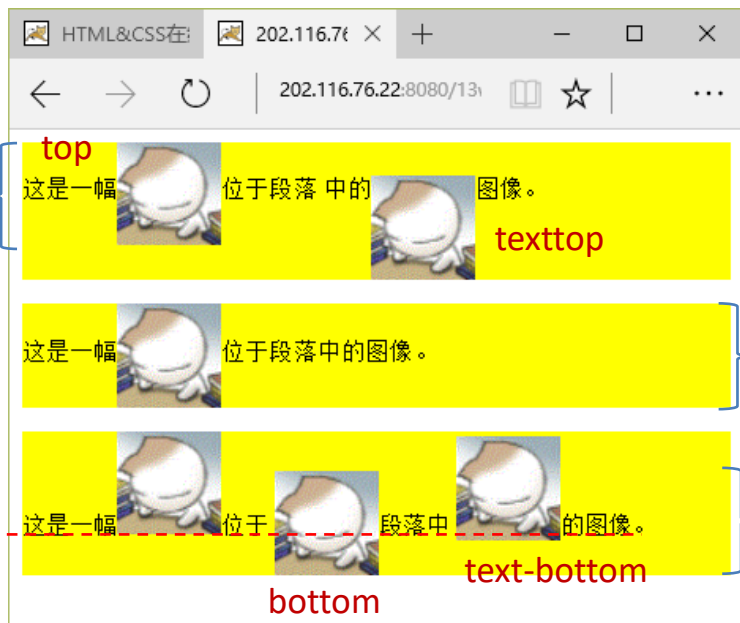 HTML&CSS在
202.116.76
202.116.76.22:8080/13
top
这是一幅位于段落 中的图像。
texttop
这是一幅位于段落中的图像。
这是一幅位于段落中的图像。
text-bottom
bottom